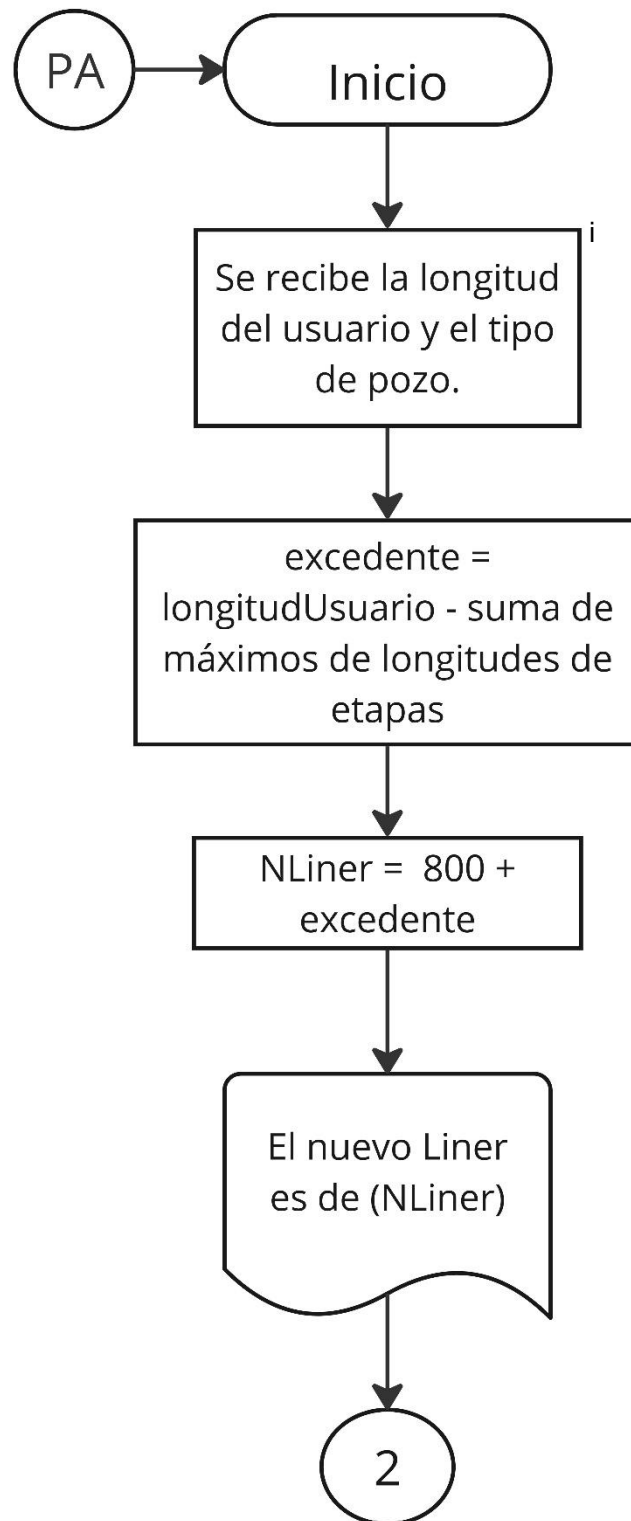 PA
Inicio
i
Se recibe la longitud
del usuario y el tipo
de pozo.
excedente =
longitudUsuario - suma de
máximos de longitudes de
etapas
NLiner = 800 +
excedente
El nuevo Liner
es de (NLiner)
2